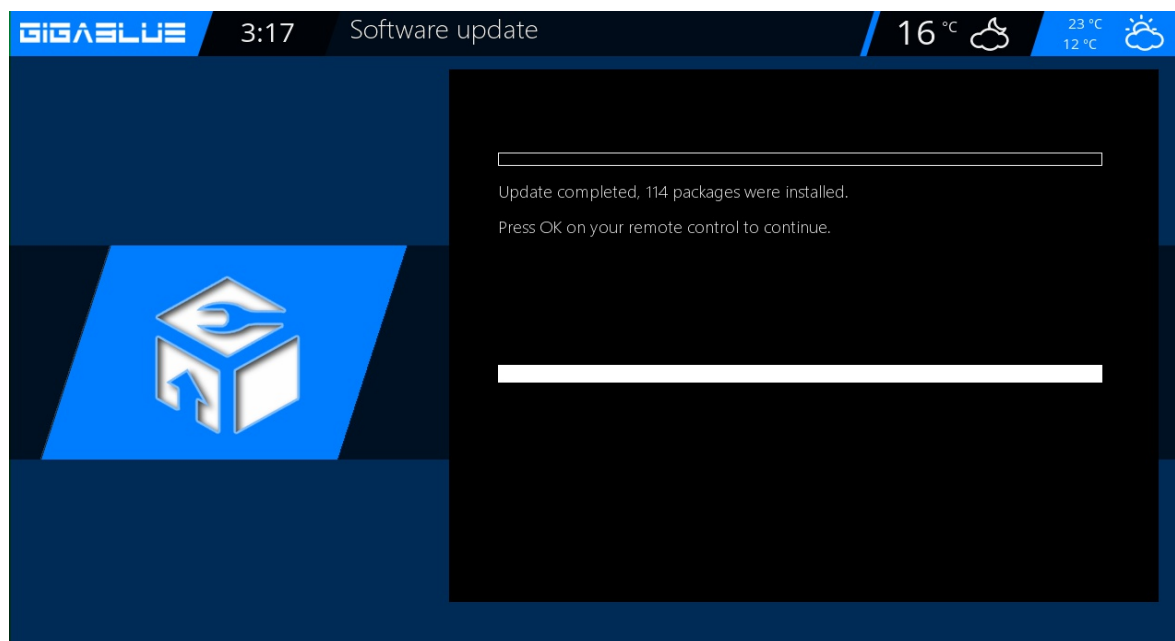 GIGABLUE
3:17
Software update
16 °C
23 °C
12 °C
Update completed, 114 packages were installed.
Press OK on your remote control to continue.